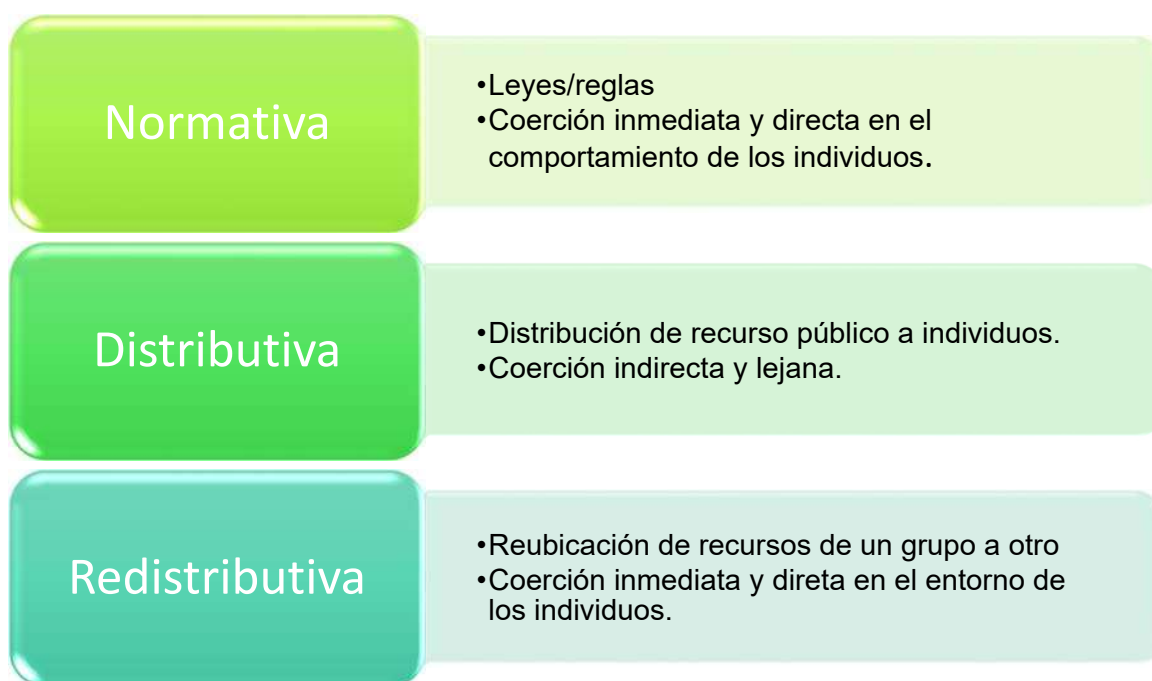 Normativa
•Leyes/reglas
•Coerción inmediata y directa en el
comportamiento de los individuos.
Distributiva
•Distribución de recurso público a individuos.
•Coerción indirecta y lejana.
Redistributiva
•Reubicación de recursos de un grupo a otro
•Coerción inmediata y direta en el entorno de
los individuos.